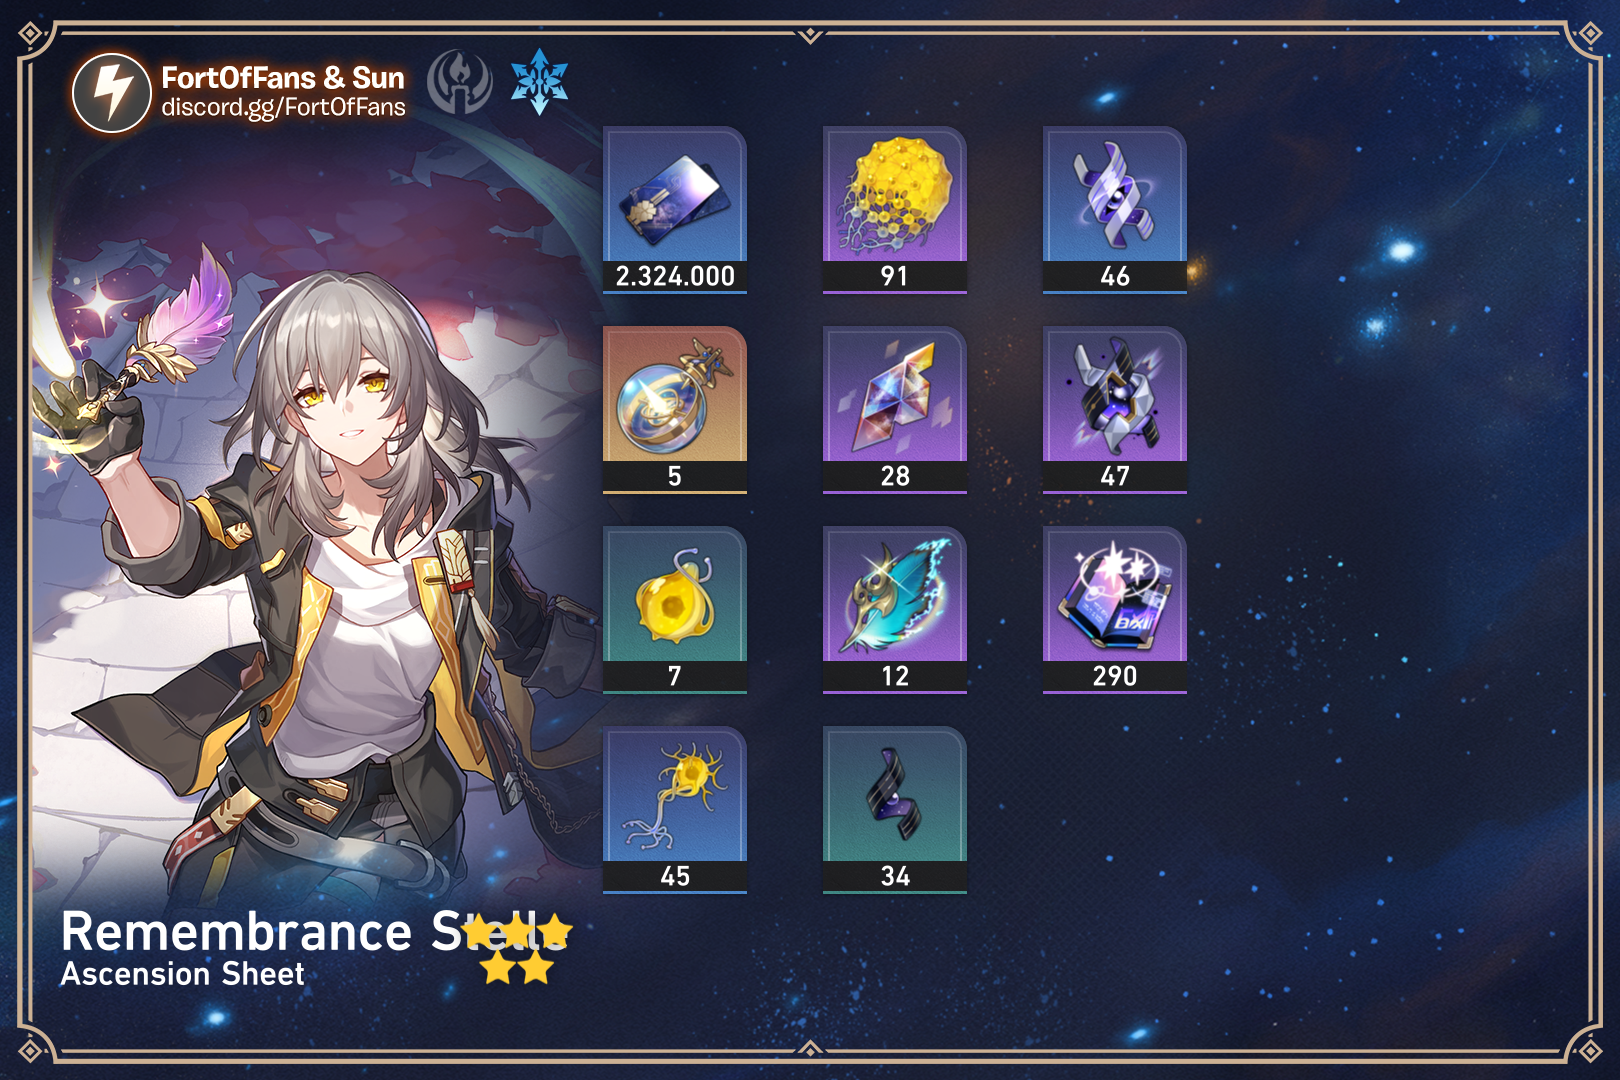 FortOfFans & Sun
discord.gg/FortOfFans
2.324.000
91
46
5
28
47
7
12
290
45
34
Remembrance Stelle
Ascension Sheet